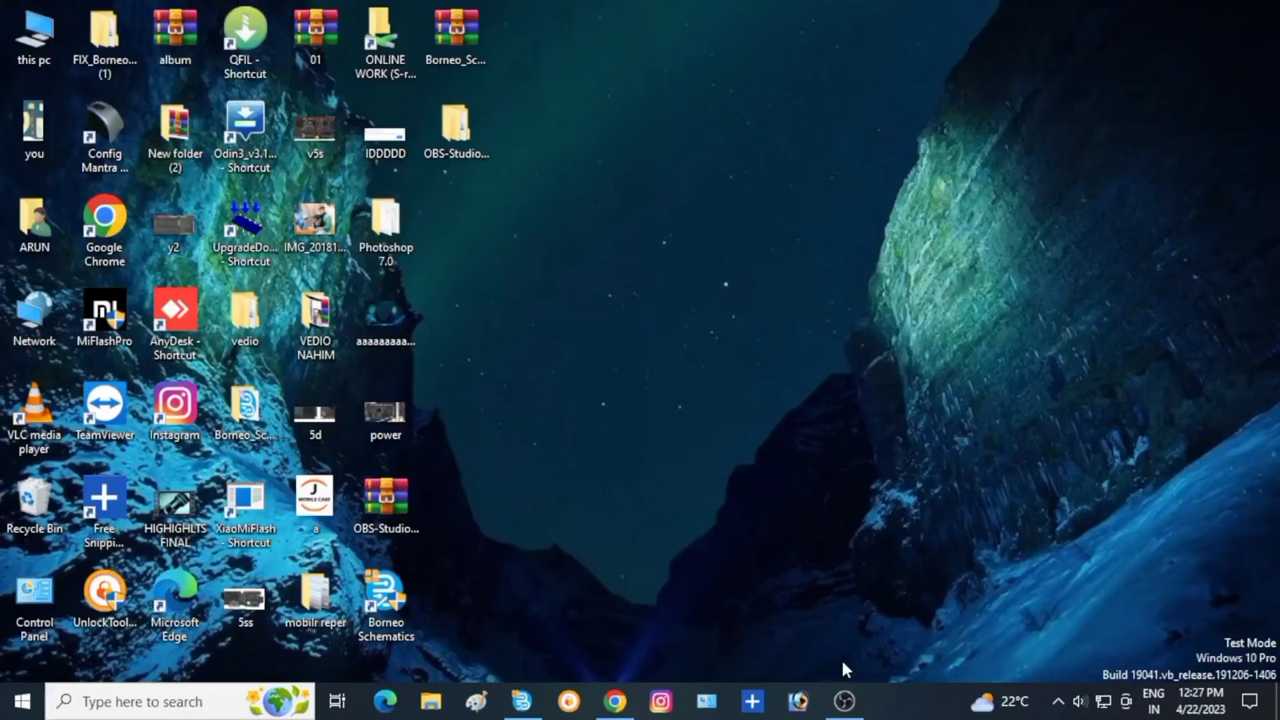 this pc
FIX_Borneo...
(1)
album
QFIL -
Shortcut
01
ONLINE
WORK (S-r...
Borneo_Sc...
you
Config
Mantra ...
New folder
(2)
Odin3_v3.1...
- Shortcut
v5s
IDDDDD
OBS-Studio...
ARUN
Google
Chrome
y2
UpgradeDo...
- Shortcut
IMG_20181...
Photoshop
7.0
Network
MiFlashPro
AnyDesk -
Shortcut
vedio
VEDIO
NAHIM
aaaaaaaaa...
VLC media
player
TeamViewer
Instagram
Borneo_Sc...
5d
power
Recycle Bin
Free
Snippi...
HIGHIGHLTS
FINAL
XiaoMiFlash
- Shortcut
J
MOBILE CARE
a
OBS-Studio...
Control
Panel
UnlockTool...
Microsoft
Edge
5ss
mobilr reper
Borneo
Schematics
Test Mode
Windows 10 Pro
Build 19041.vb_release.191206-1406
Type here to search
22°C
ENG
IN
12:27 PM
4/22/2023